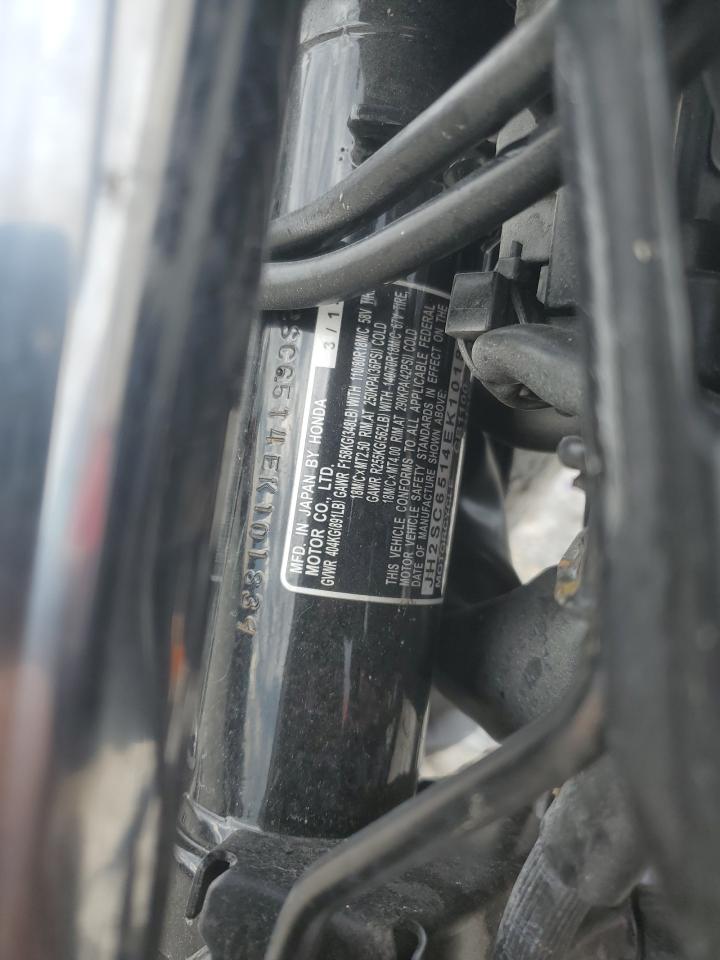 SC6514EK101834
MFD. IN JAPAN BY HONDA 3 / 1
MOTOR CO., LTD.
GVWR 404KG(891LB) GAWR F158KG(348LB) WITH 110/80R18M/C 58V
18M/C×MT2.50 RIM, AT 250KPA(36PSI) COLD
GAWR R255KG(562LB) WITH 140/70R18M/C 67V TIRE,
18M/C×MT4.00 RIM, AT 290KPA(42PSI) COLD
THIS VEHICLE CONFORMS TO ALL APPLICABLE FEDERAL
MOTOR VEHICLE SAFETY STANDARDS IN EFFECT ON THE
DATE OF MANUFACTURE SHOWN ABOVE.
JH2SC6514EK1018
MOTORCYCLE